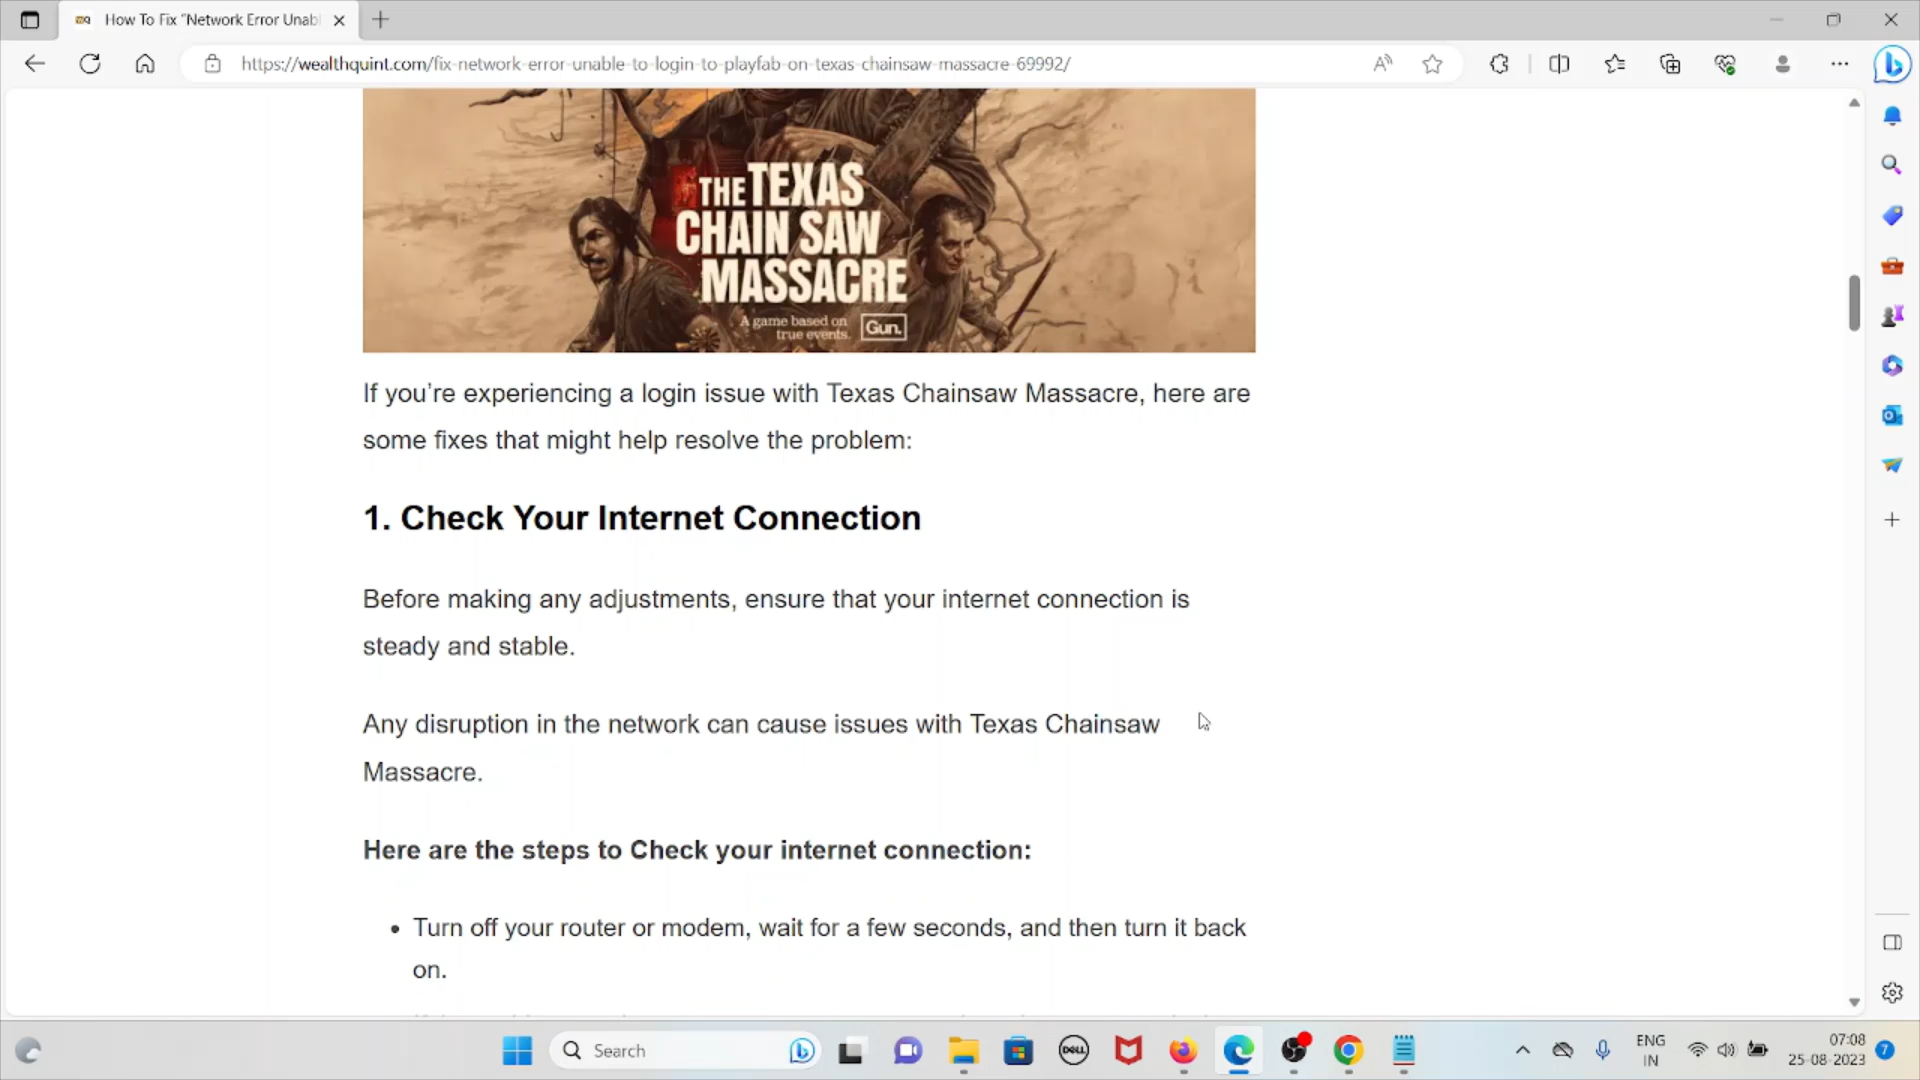 How To Fix "Network Error Unabl
https://wealthquint.com/fix-network-error-unable-to-login-to-playfab-on-texas-chainsaw-massacre-69992/
THE TEXAS
CHAIN SAW
MASSACRE
A game based on
true events.
Gun.
If you’re experiencing a login issue with Texas Chainsaw Massacre, here are
some fixes that might help resolve the problem:
1. Check Your Internet Connection
Before making any adjustments, ensure that your internet connection is
steady and stable.
Any disruption in the network can cause issues with Texas Chainsaw
Massacre.
Here are the steps to Check your internet connection:
• Turn off your router or modem, wait for a few seconds, and then turn it back
on.
Search
DELL
ENG
IN
07:08
25-08-2023
7